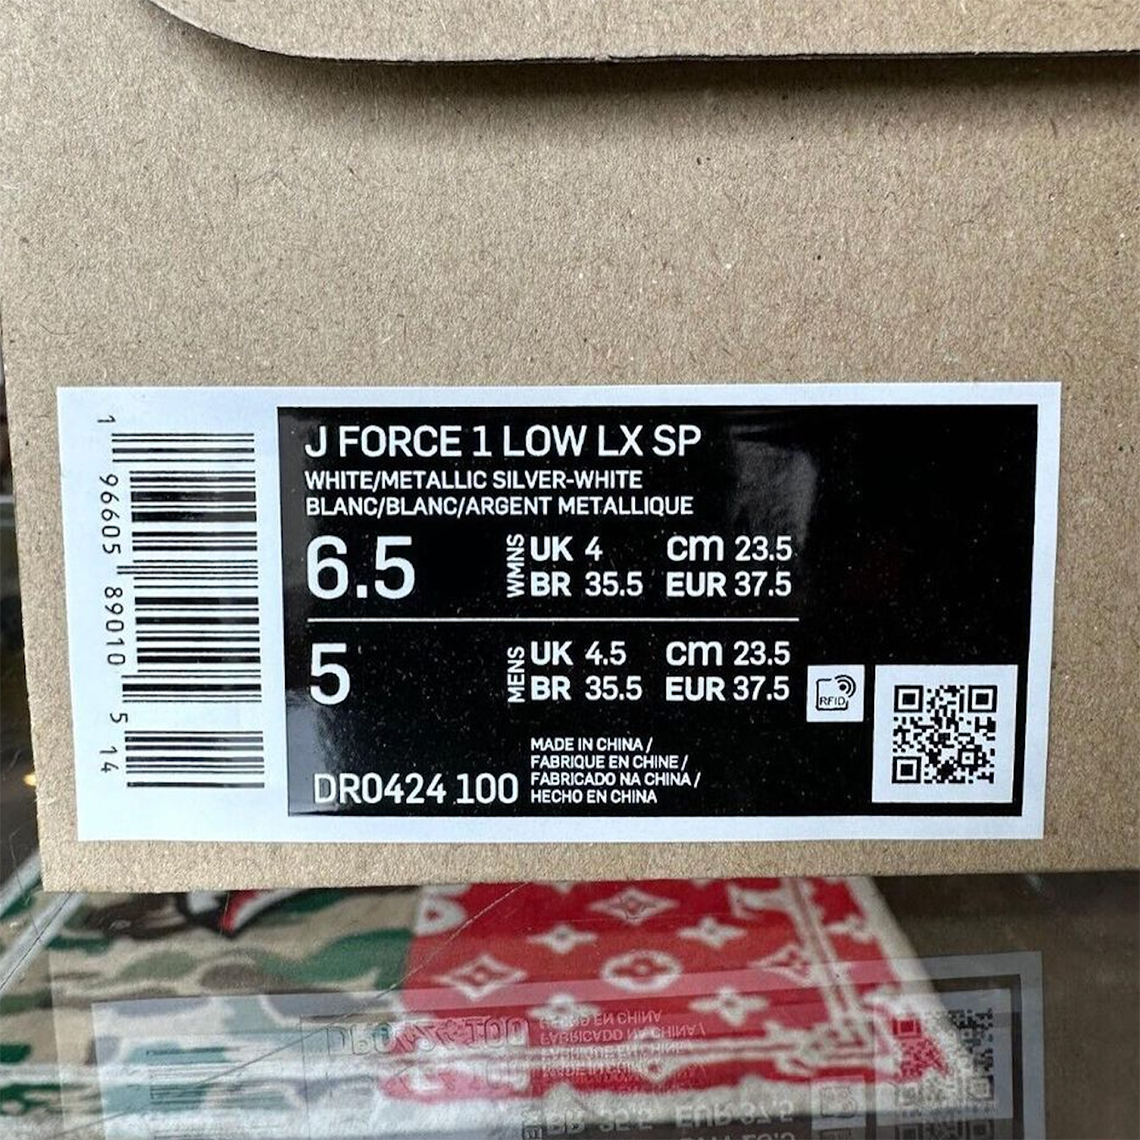 1 96605 89010 5 14
J FORCE 1 LOW LX SP
WHITE/METALLIC SILVER-WHITE
BLANC/BLANC/ARGENT METALLIQUE
6.5 WMNS UK 4 cm 23.5
BR 35.5 EUR 37.5
5 MENS UK 4.5 cm 23.5
BR 35.5 EUR 37.5
RFID
MADE IN CHINA /
FABRIQUE EN CHINE /
FABRICADO NA CHINA /
HECHO EN CHINA
DR0424 100